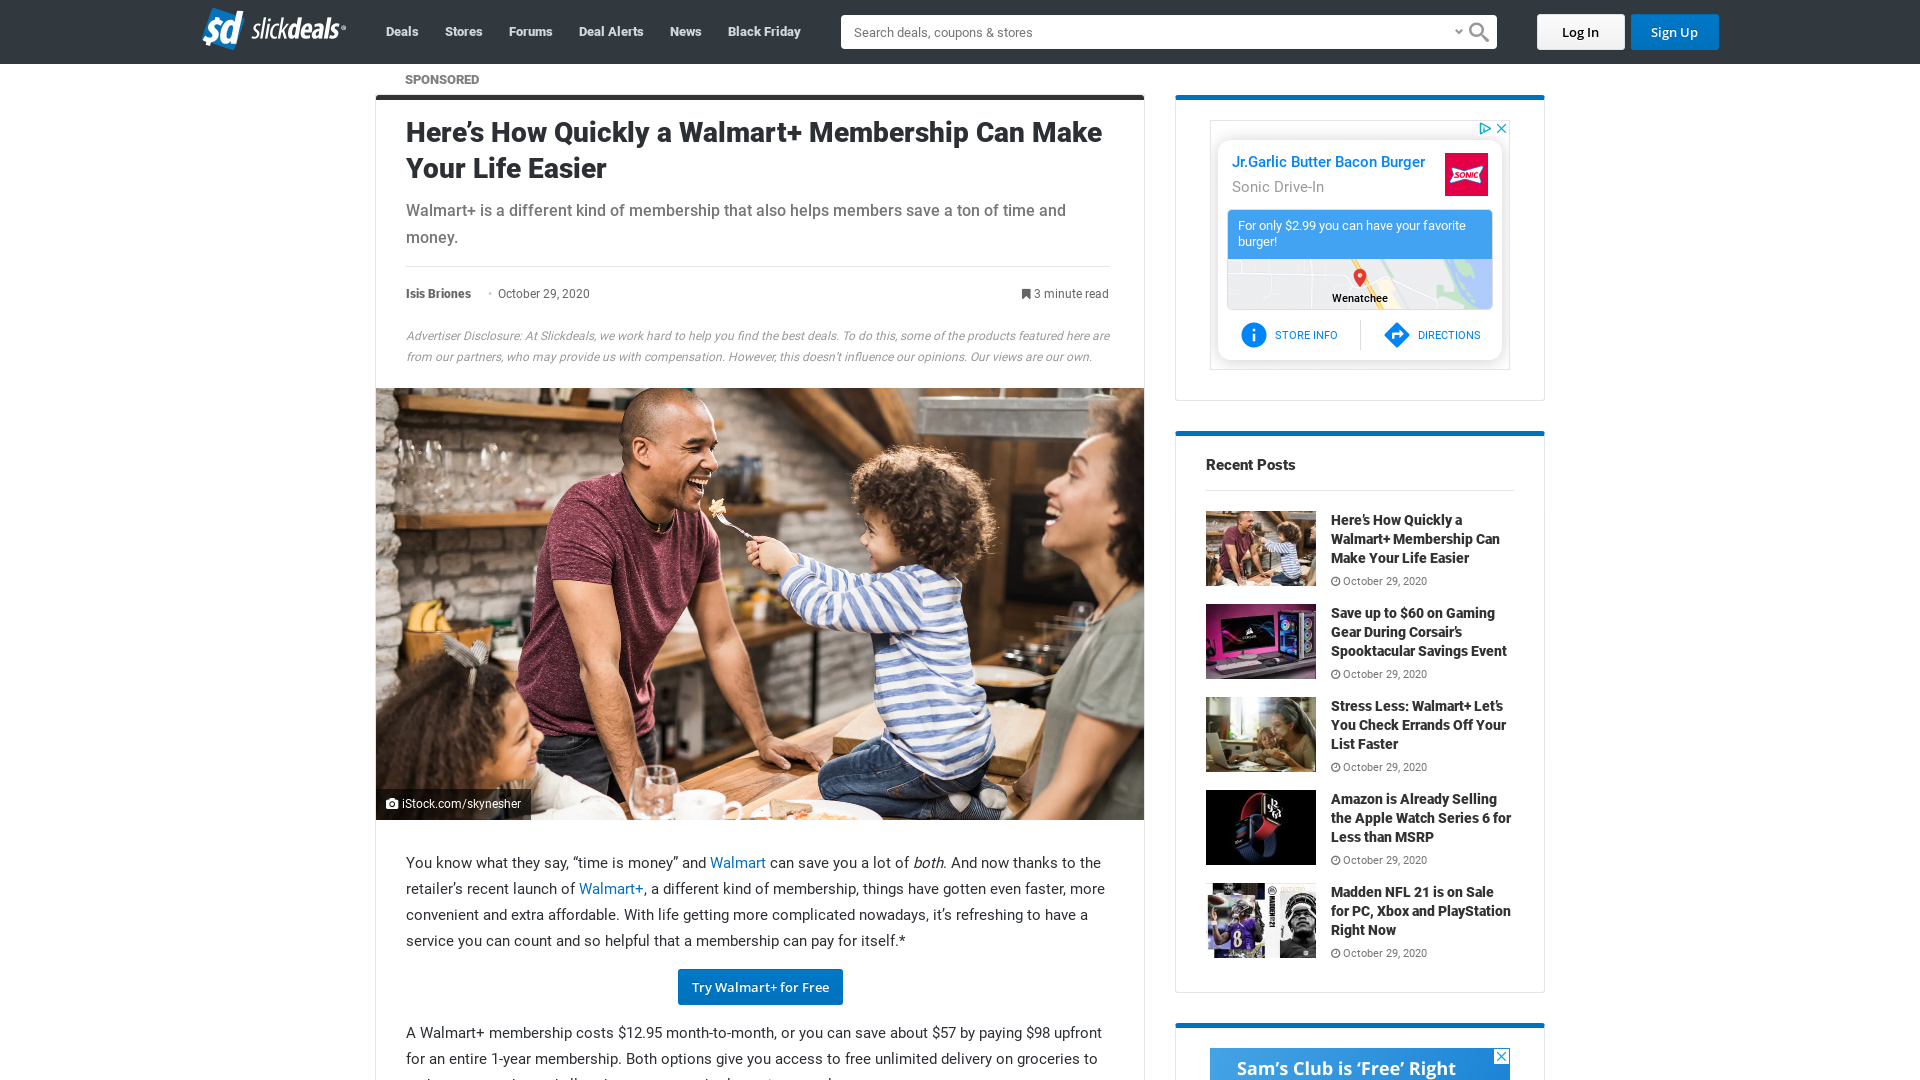 slickdeals
Deals
Stores
Forums
Deal Alerts
News
Black Friday
Search deals, coupons & stores
Log In
Sign Up
SPONSORED
Here’s How Quickly a Walmart+ Membership Can Make
Your Life Easier
Walmart+ is a different kind of membership that also helps members save a ton of time and
money.
Isis Briones
October 29, 2020
3 minute read
Advertiser Disclosure: At Slickdeals, we work hard to help you find the best deals. To do this, some of the products featured here are
from our partners, who may provide us with compensation. However, this doesn’t influence our opinions. Our views are our own.
iStock.com/skynesher
You know what they say, “time is money” and Walmart can save you a lot of both. And now thanks to the
retailer’s recent launch of Walmart+, a different kind of membership, things have gotten even faster, more
convenient and extra affordable. With life getting more complicated nowadays, it’s refreshing to have a
service you can count and so helpful that a membership can pay for itself.*
Try Walmart+ for Free
A Walmart+ membership costs $12.95 month-to-month, or you can save about $57 by paying $98 upfront
for an entire 1-year membership. Both options give you access to free unlimited delivery on groceries to
Jr.Garlic Butter Bacon Burger
Sonic Drive-In
SONIC
For only $2.99 you can have your favorite
burger!
Wenatchee
STORE INFO
DIRECTIONS
Recent Posts
Here’s How Quickly a
Walmart+ Membership Can
Make Your Life Easier
October 29, 2020
Save up to $60 on Gaming
Gear During Corsair’s
Spooktacular Savings Event
October 29, 2020
Stress Less: Walmart+ Let’s
You Check Errands Off Your
List Faster
October 29, 2020
Amazon is Already Selling
the Apple Watch Series 6 for
Less than MSRP
October 29, 2020
Madden NFL 21 is on Sale
for PC, Xbox and PlayStation
Right Now
October 29, 2020
Sam’s Club is ‘Free’ Right